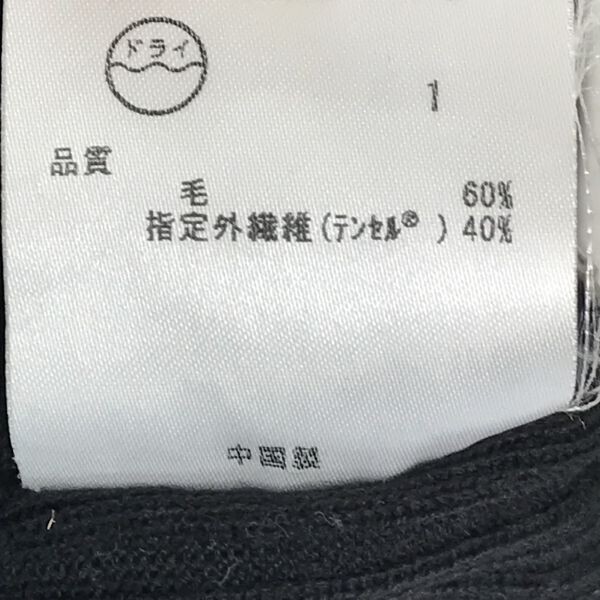 ドライ
1
品質
毛 60%
指定外繊維(テンセル® ) 40%
中国製